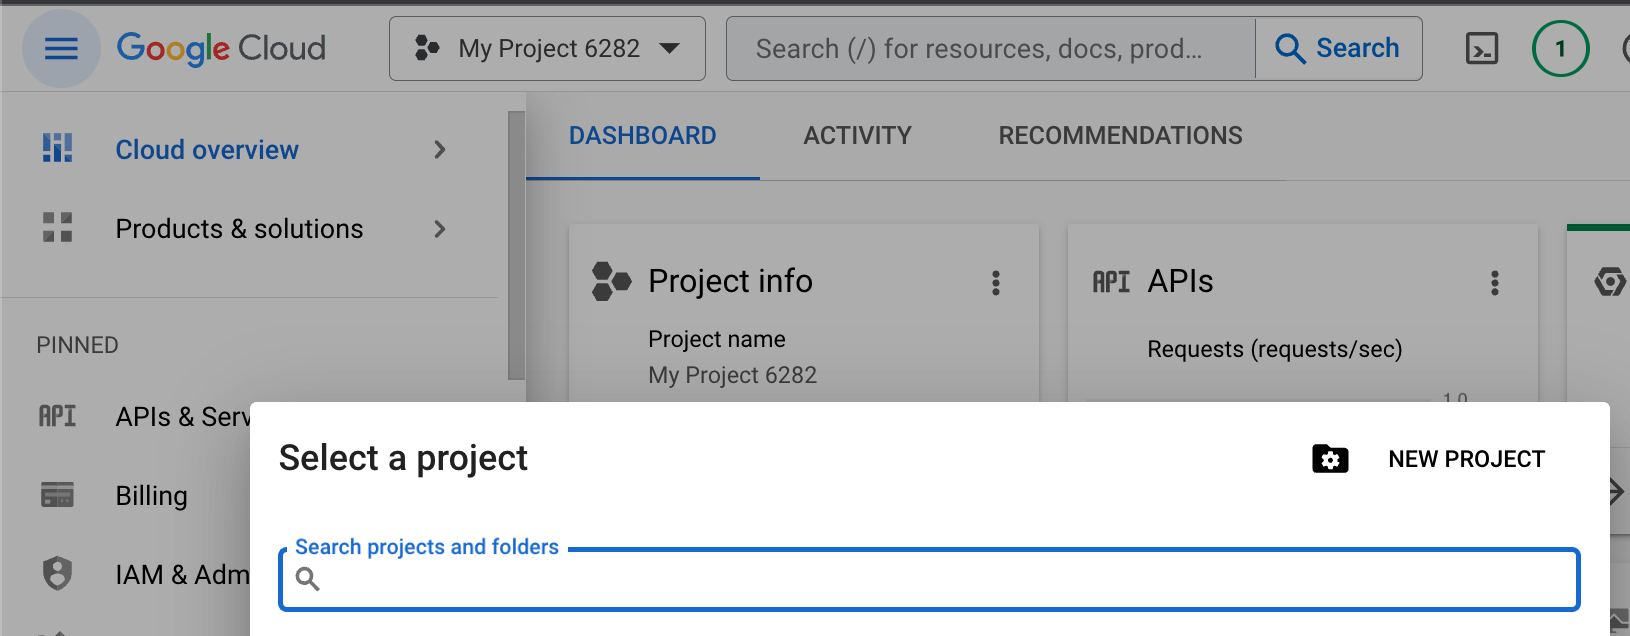 Google Cloud
My Project 6282
Search (/) for resources, docs, prod...
Search
1
Cloud overview
Products & solutions
PINNED
API
APIs & Serv
Billing
IAM & Adm
DASHBOARD
ACTIVITY
RECOMMENDATIONS
Project info
Project name
My Project 6282
API
APIs
Requests (requests/sec)
1.0
Select a project
NEW PROJECT
Search projects and folders